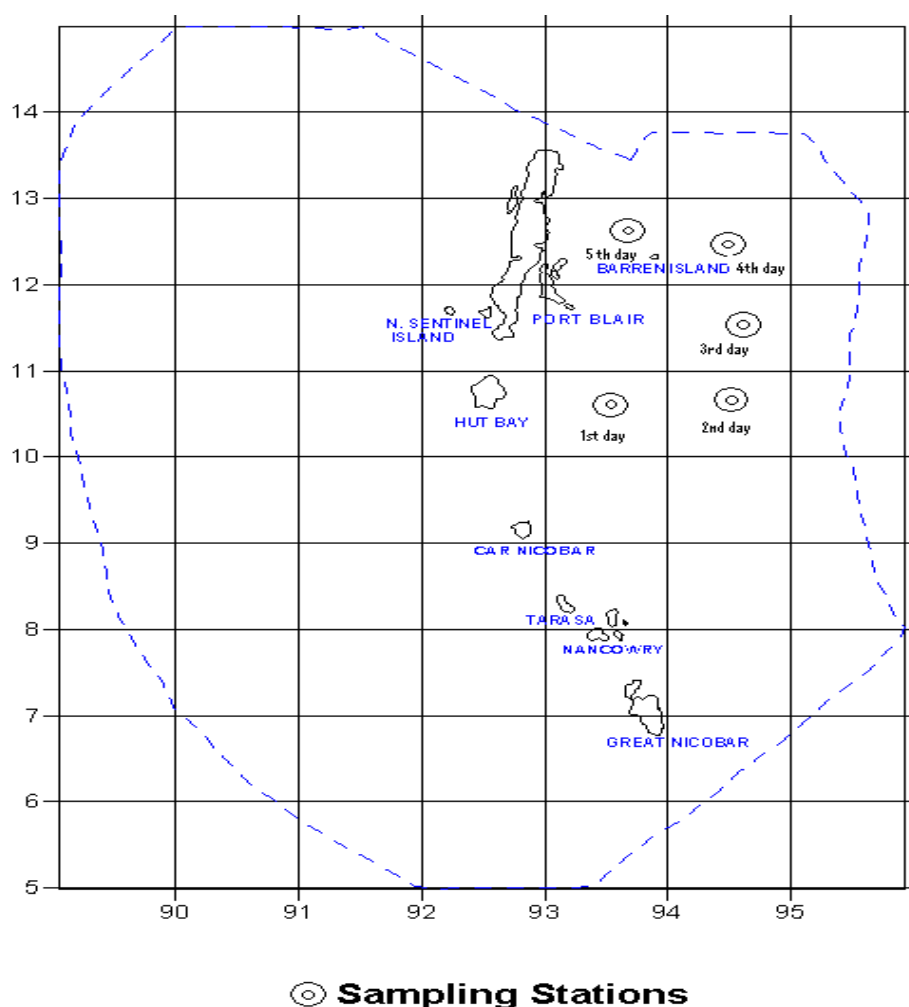 14
13
5 th day
BARREN ISLAND 4th day
12
N. SENTINEL
ISLAND
PORT BLAIR
3rd day
11
HUT BAY
1st day
2nd day
10
9
CAR NICOBAR
8
TARASA
NANCOWRY
7
GREAT NICOBAR
6
5
90 91 92 93 94 95
Sampling Stations